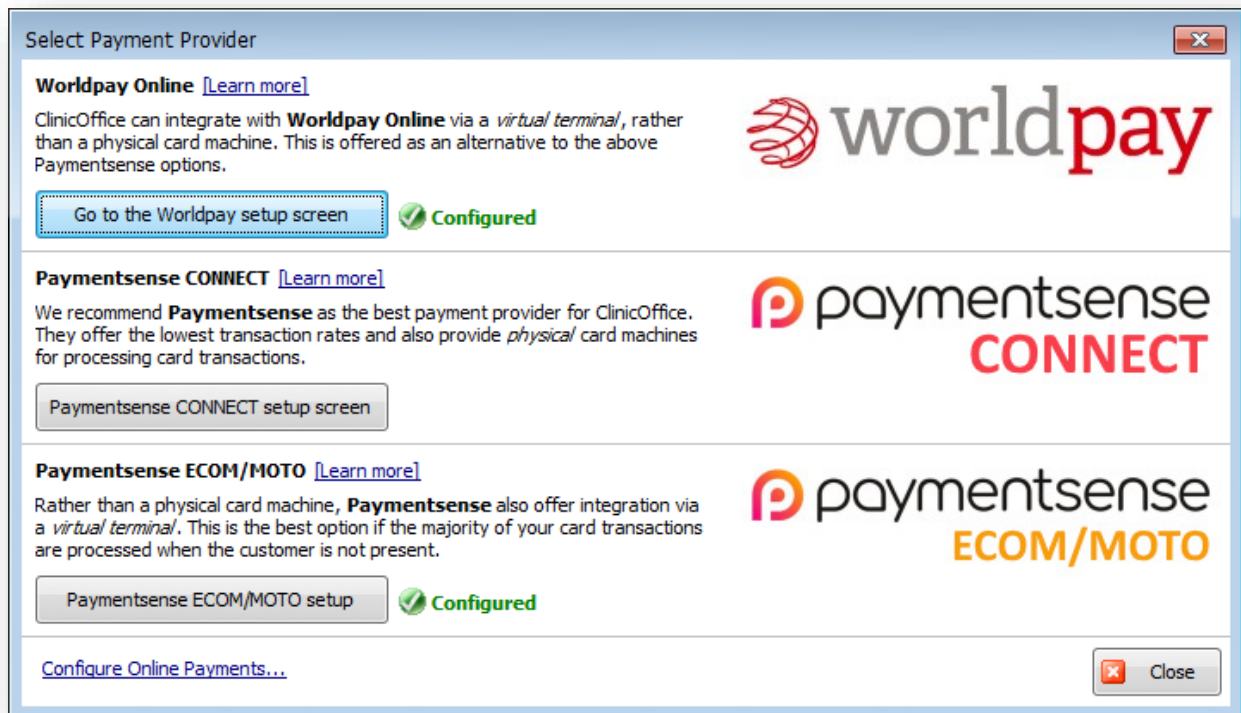 Select Payment Provider
Worldpay Online [Learn more]
ClinicOffice can integrate with Worldpay Online via a virtual terminal, rather
than a physical card machine. This is offered as an alternative to the above
Paymentsense options.
worldpay
Go to the Worldpay setup screen
Configured
Paymentsense CONNECT [Learn more]
We recommend Paymentsense as the best payment provider for ClinicOffice.
They offer the lowest transaction rates and also provide physical card machines
for processing card transactions.
paymentsense
CONNECT
Paymentsense CONNECT setup screen
Paymentsense ECOM/MOTO [Learn more]
Rather than a physical card machine, Paymentsense also offer integration via
a virtual terminal. This is the best option if the majority of your card transactions
are processed when the customer is not present.
paymentsense
ECOM/MOTO
Paymentsense ECOM/MOTO setup
Configured
Configure Online Payments...
Close